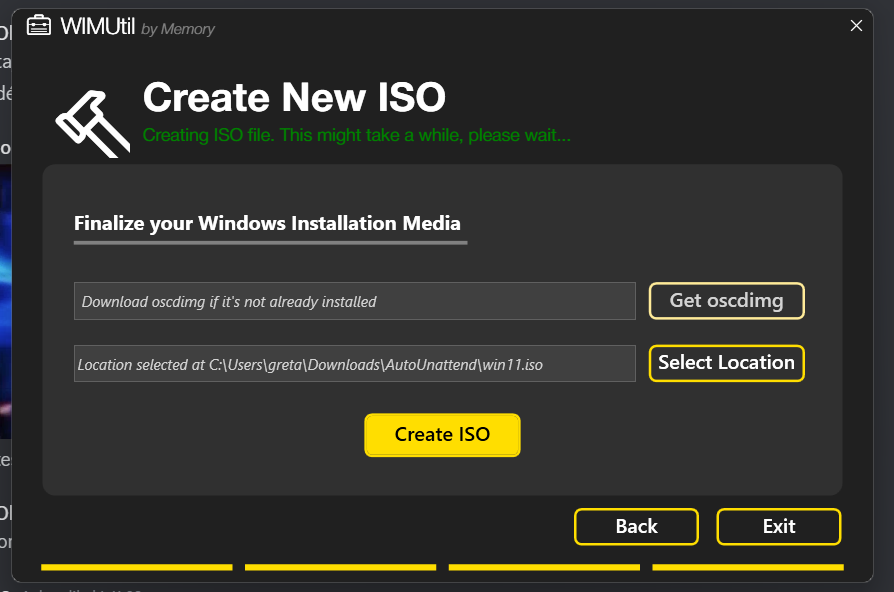 WIMUtil by Memory
Create New ISO
Creating ISO file. This might take a while, please wait...
Finalize your Windows Installation Media
Download oscdimg if it's not already installed
Get oscdimg
Location selected at C:\Users\greta\Downloads\AutoUnattend\win11.iso
Select Location
Create ISO
Back
Exit